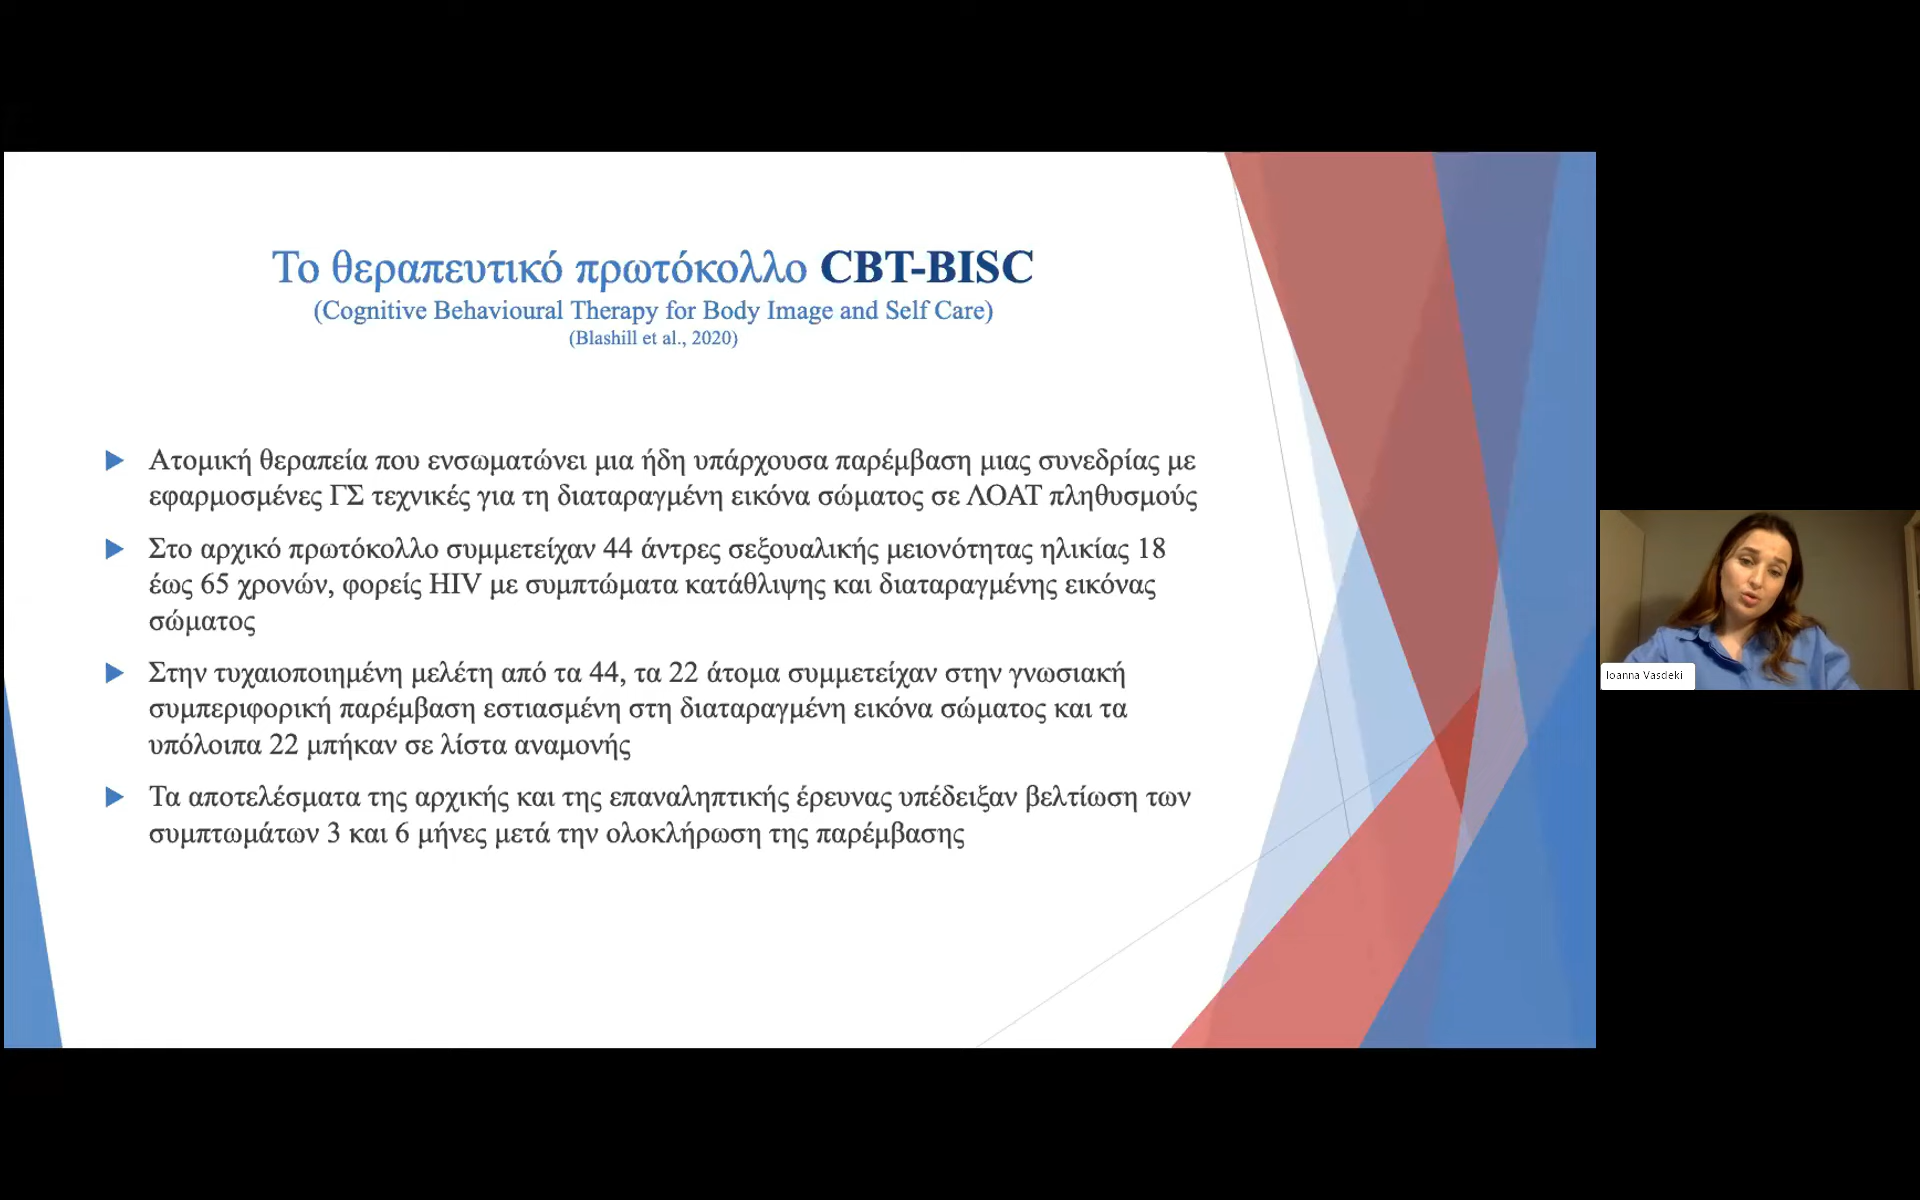 Το θεραπευτικό πρωτόκολλο CBT-BISC
(Cognitive Behavioural Therapy for Body Image and Self Care)
(Blashill et al., 2020)
Ατομική θεραπεία που ενσωματώνει μια ήδη υπάρχουσα παρέμβαση μιας συνεδρίας με
εφαρμοσμένες ΓΣ τεχνικές για τη διαταραγμένη εικόνα σώματος σε ΛΟΑΤ πληθυσμούς
Στο αρχικό πρωτόκολλο συμμετείχαν 44 άντρες σεξουαλικής μειονότητας ηλικίας 18
έως 65 χρονών, φορείς HIV με συμπτώματα κατάθλιψης και διαταραγμένης εικόνας
σώματος
Στην τυχαιοποιημένη μελέτη από τα 44, τα 22 άτομα συμμετείχαν στην γνωσιακή
συμπεριφορική παρέμβαση εστιασμένη στη διαταραγμένη εικόνα σώματος και τα
υπόλοιπα 22 μπήκαν σε λίστα αναμονής
Τα αποτελέσματα της αρχικής και της επαναληπτικής έρευνας υπέδειξαν βελτίωση των
συμπτωμάτων 3 και 6 μήνες μετά την ολοκλήρωση της παρέμβασης
Ioanna Vasdeki